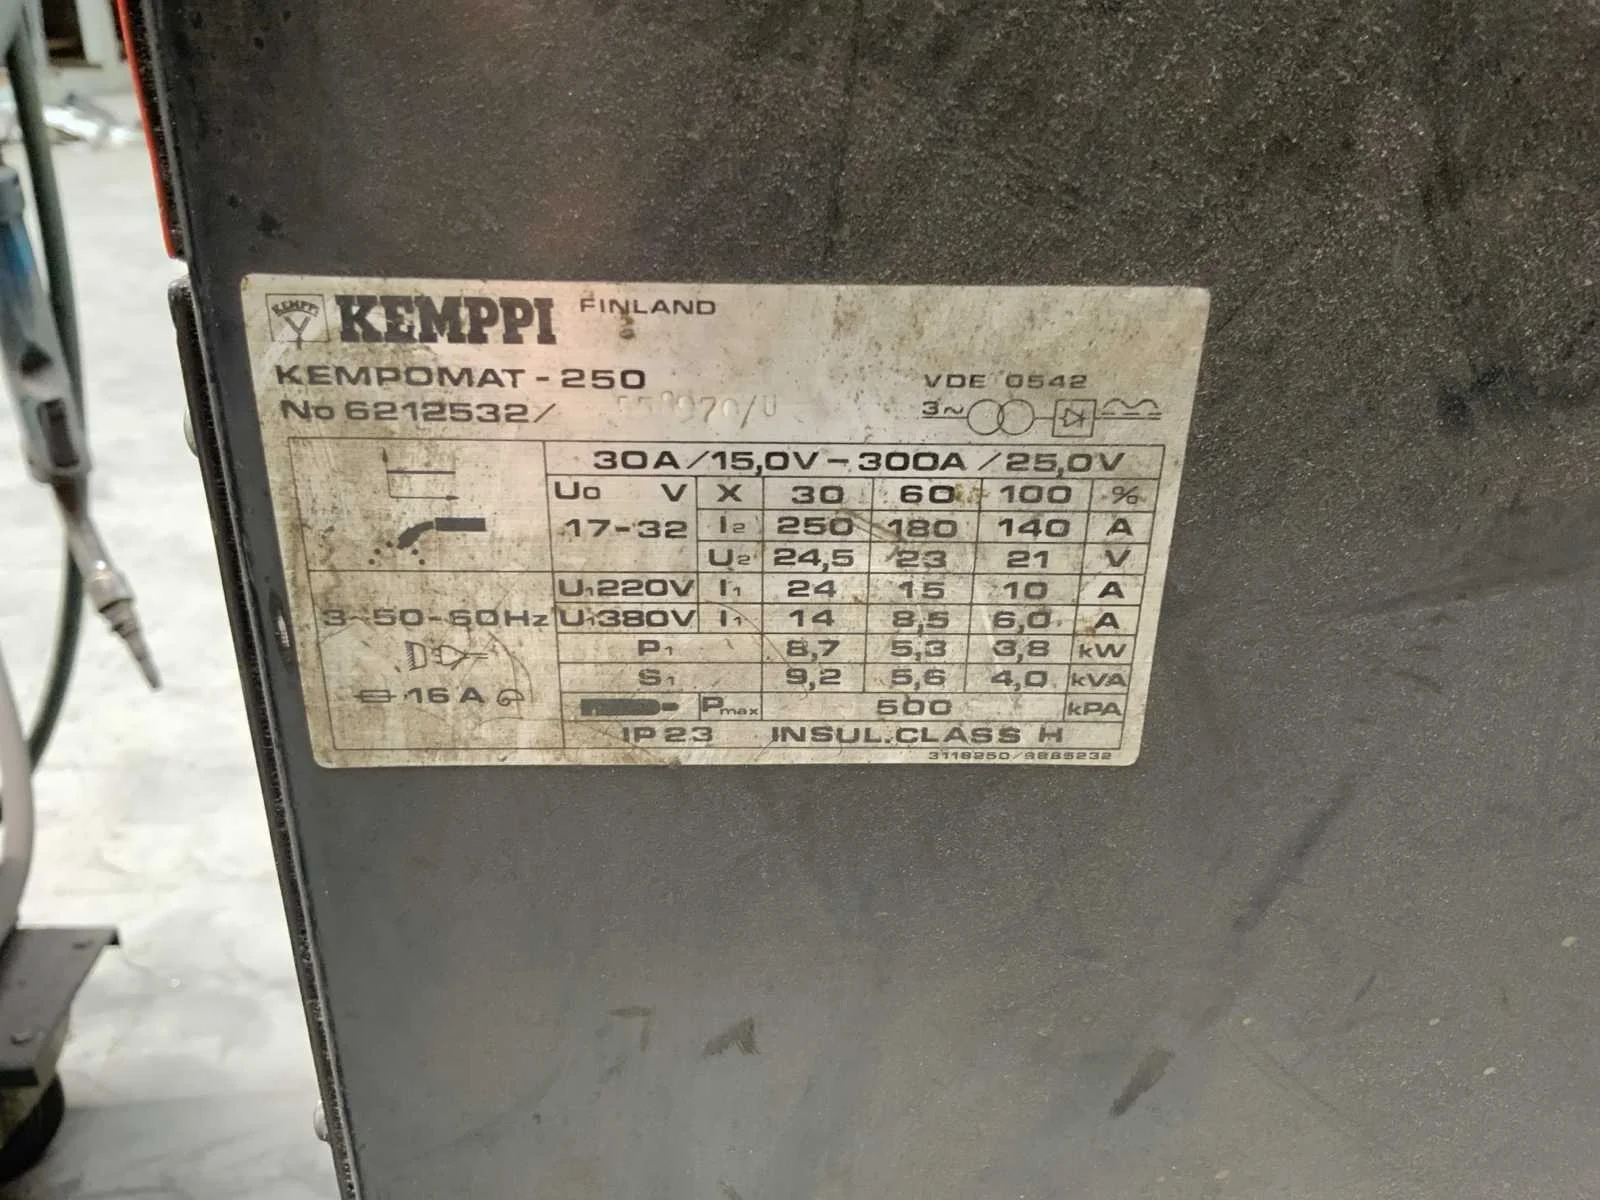 KEMPPI KEMPPI FINLAND
KEMPOMAT - 250
VDE 0542
No 6212532/
3~
30A/15,0V - 300A/25,0V
Uo V X 30 60 100 %
17-32 I2 250 180 140 A
U2 24,5 23 21 V
U1 220V I1 24 15 10 A
3~50-60Hz U1 380V I1 14 8,5 6,0 A
P1 8,7 5,3 3,8 kW
S1 9,2 5,6 4,0 kVA
16 A
Pmax 500 kPA
IP 23 INSUL.CLASS H